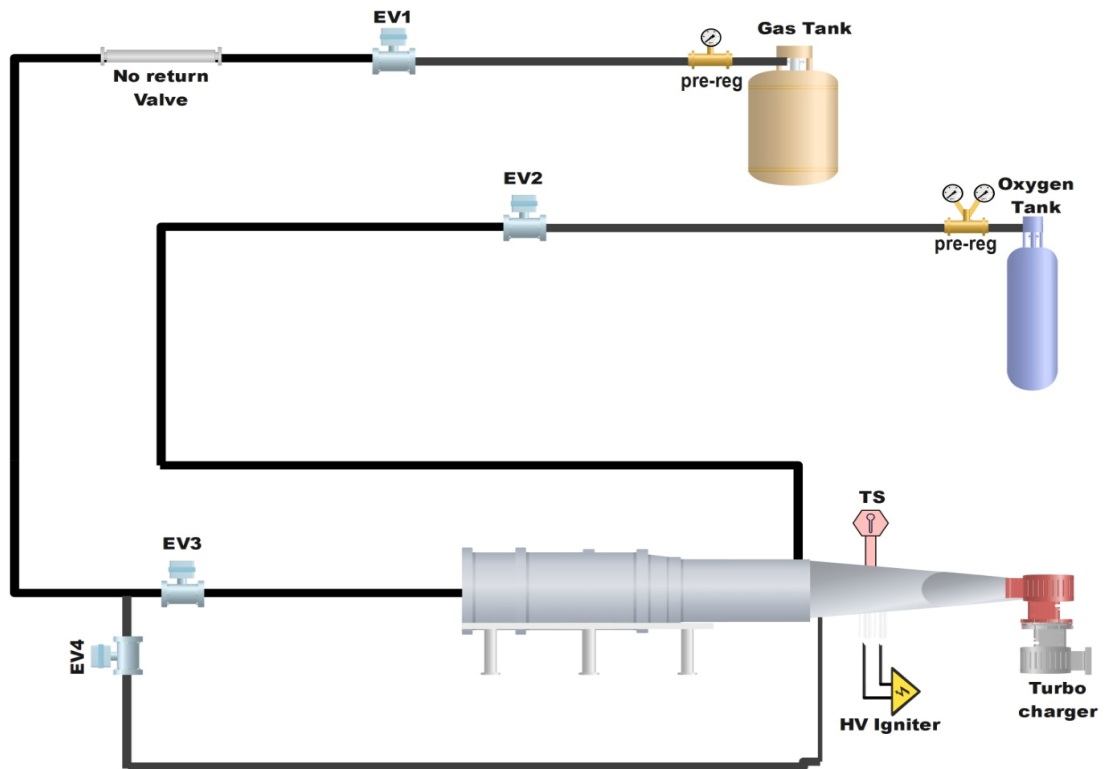 EV1
Gas Tank
No return
Valve
pre-reg
EV2
Oxygen
Tank
pre-reg
TS
EV3
EV4
HV Igniter
Turbo
charger